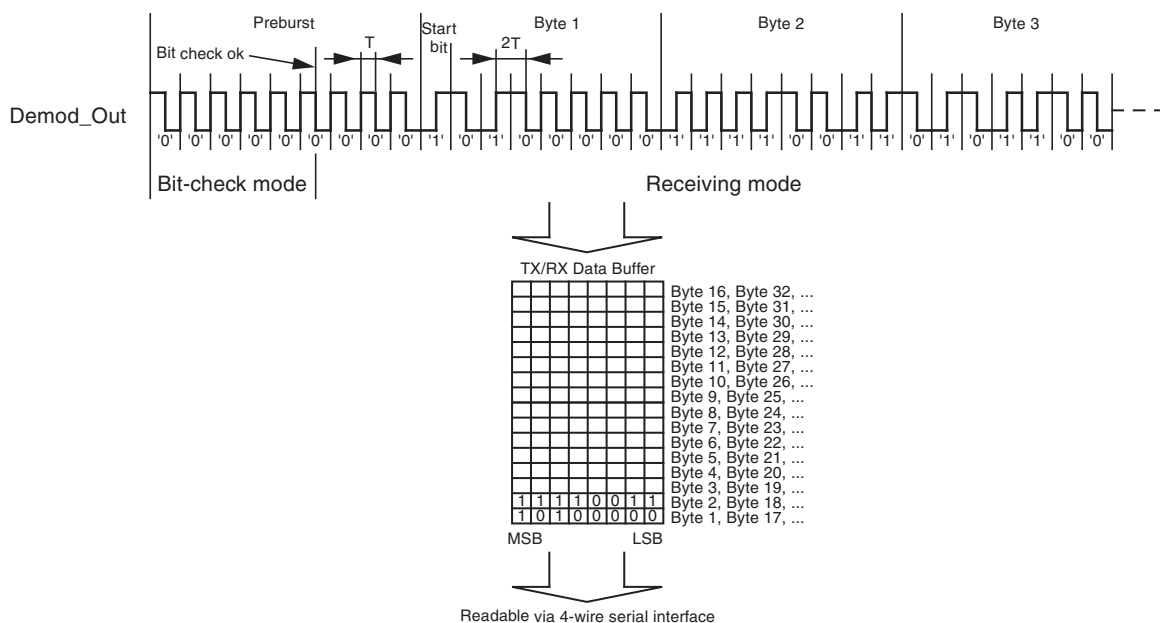 Preburst
Start bit
Byte 1
Byte 2
Byte 3
Bit check ok
T
2T
Demod_Out
'0' '0' '0' '0' '0' '0' '0' '0' '0' '1' '0' '1' '0' '0' '0' '0' '0' '1' '1' '1' '1' '0' '0' '1' '1' '0' '1' '0' '1' '1' '0' '0'
Bit-check mode
Receiving mode
TX/RX Data Buffer
Byte 16, Byte 32, ...
Byte 15, Byte 31, ...
Byte 14, Byte 30, ...
Byte 13, Byte 29, ...
Byte 12, Byte 28, ...
Byte 11, Byte 27, ...
Byte 10, Byte 26, ...
Byte 9, Byte 25, ...
Byte 8, Byte 24, ...
Byte 7, Byte 23, ...
Byte 6, Byte 22, ...
Byte 5, Byte 21, ...
Byte 4, Byte 20, ...
Byte 3, Byte 19, ...
1 1 1 1 0 0 1 1 Byte 2, Byte 18, ...
1 0 1 0 0 0 0 0 Byte 1, Byte 17, ...
MSB LSB
Readable via 4-wire serial interface